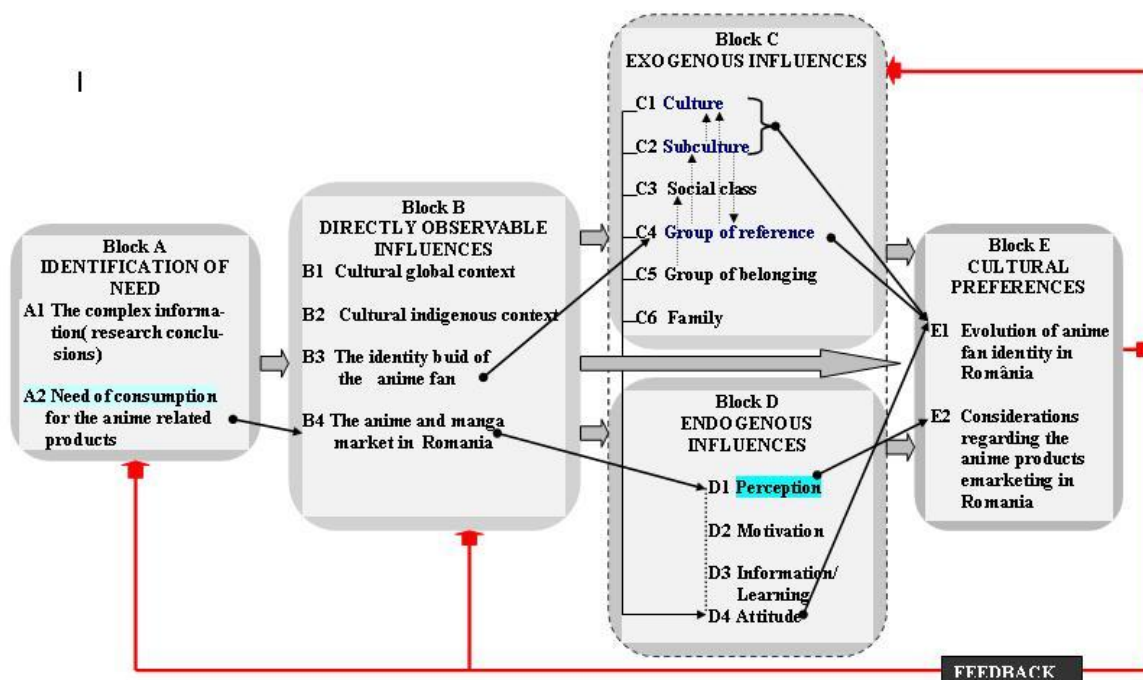 I
Block A
IDENTIFICATION OF
NEED
A1 The complex informa-
tion( research conclu-
sions)
A2 Need of consumption
for the anime related
products
Block B
DIRECTLY OBSERVABLE
INFLUENCES
B1 Cultural global context
B2 Cultural indigenous context
B3 The identity buid of
the anime fan
B4 The anime and manga
market in Romania
Block C
EXOGENOUS INFLUENCES
C1 Culture
C2 Subculture
C3 Social class
C4 Group of reference
C5 Group of belonging
C6 Family
Block D
ENDOGENOUS
INFLUENCES
D1 Perception
D2 Motivation
D3 Information/
Learning
D4 Attitude
Block E
CULTURAL
PREFERENCES
E1 Evolution of anime
fan identity in
România
E2 Considerations
regarding the
anime products
emarketing in
Romania
FEEDBACK